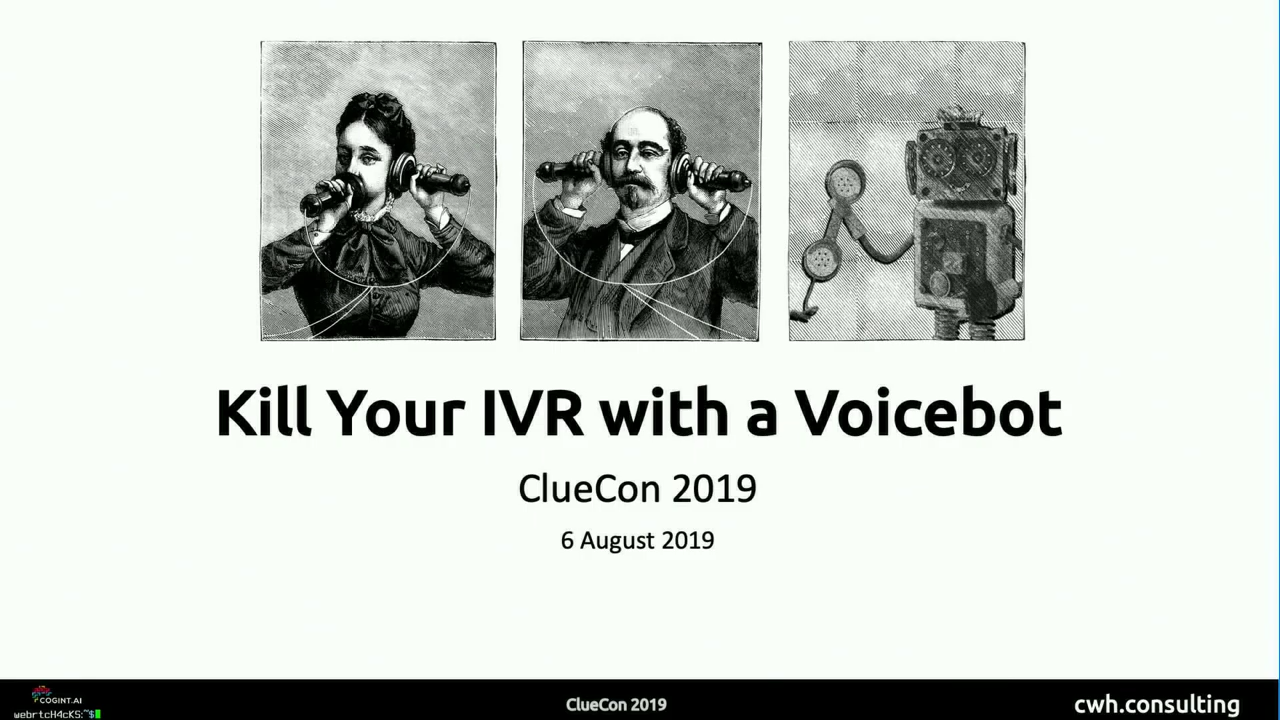 Kill Your IVR with a Voicebot
ClueCon 2019
6 August 2019
COGINT.AI
webrtcH4cKS:~$
ClueCon 2019
cwh.consulting